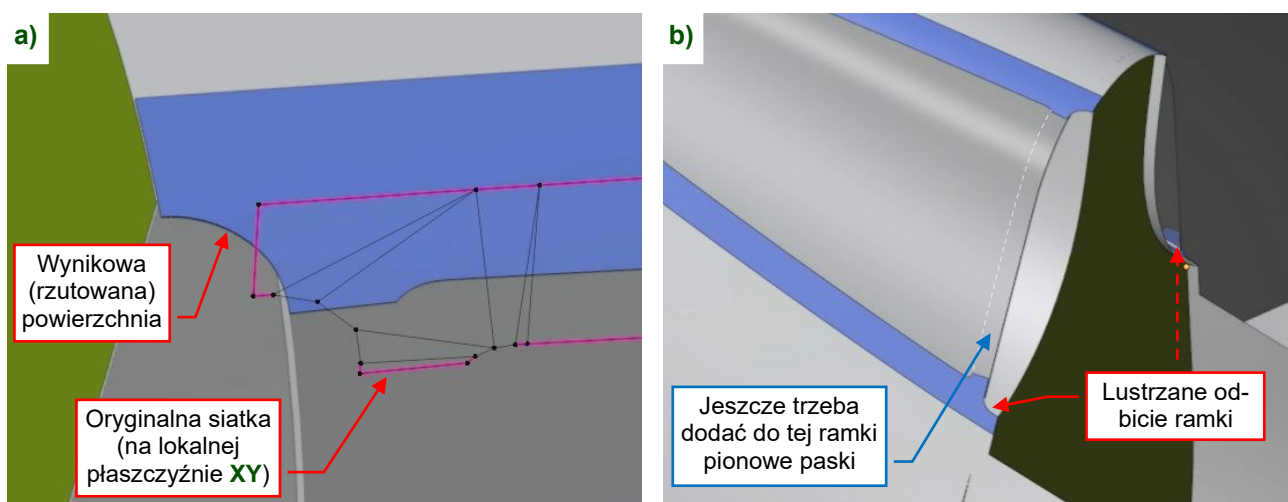 a)
Wynikowa
(rzutowana)
powierzchnia
Oryginalna siatka
(na lokalnej
płaszczyźnie XY)
b)
Jeszcze trzeba
dodać do tej ramki
pionowe paski
Lustrzane od-
bicie ramki